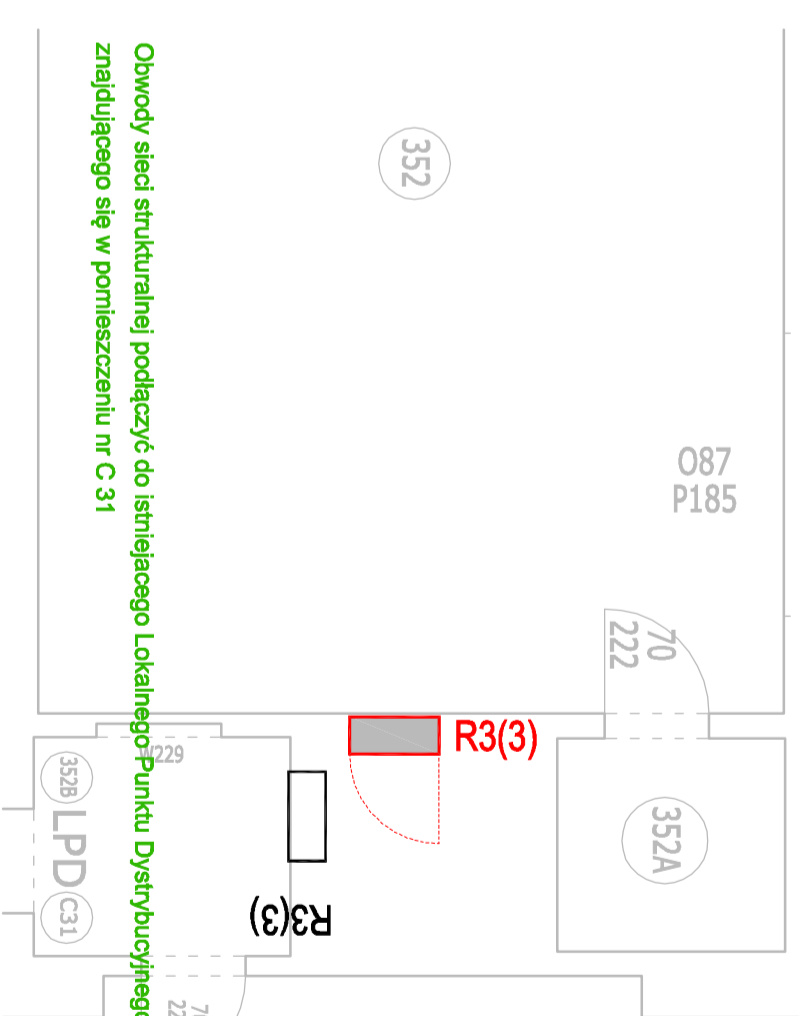 Obwody sieci strukturalnej podłączyć do istniejacego Lokalnego Punktu Dystrybucyjnego
znajdującego się w pomieszczeniu nr C 31
352
O87
P185
70
222
R3(3)
W229
352B
LPD
C31
352A
R3(3)